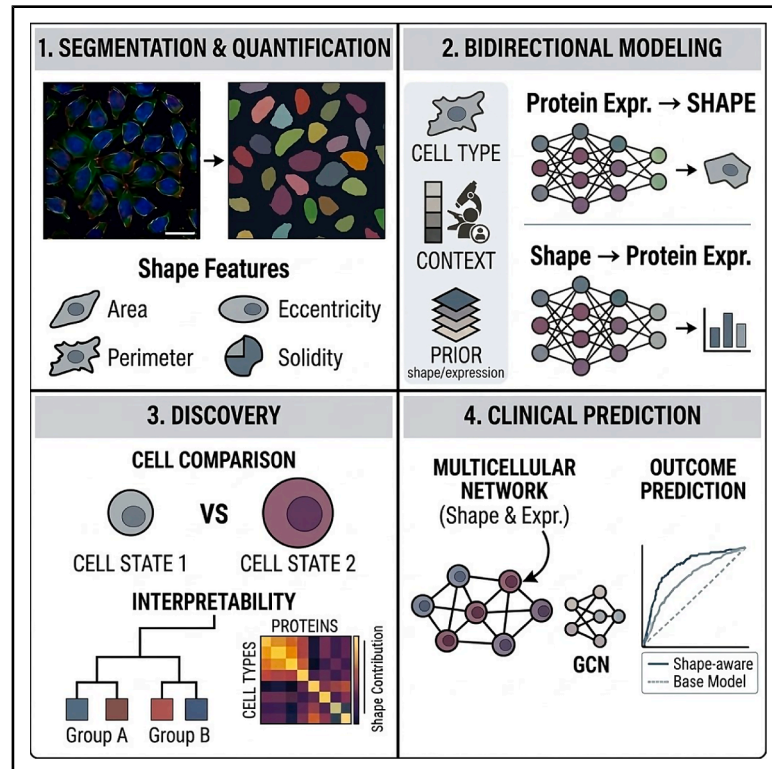 1. SEGMENTATION & QUANTIFICATION
Shape Features
Area
Eccentricity
Perimeter
Solidity
2. BIDIRECTIONAL MODELING
CELL TYPE
CONTEXT
PRIOR
shape/expression
Protein Expr. → SHAPE
Shape → Protein Expr.
3. DISCOVERY
CELL COMPARISON
VS
CELL STATE 1
CELL STATE 2
INTERPRETABILITY
Group A
Group B
PROTEINS
CELL TYPES
Shape Contribution
4. CLINICAL PREDICTION
MULTICELLULAR
NETWORK
(Shape & Expr.)
GCN
OUTCOME
PREDICTION
Shape-aware
Base Model